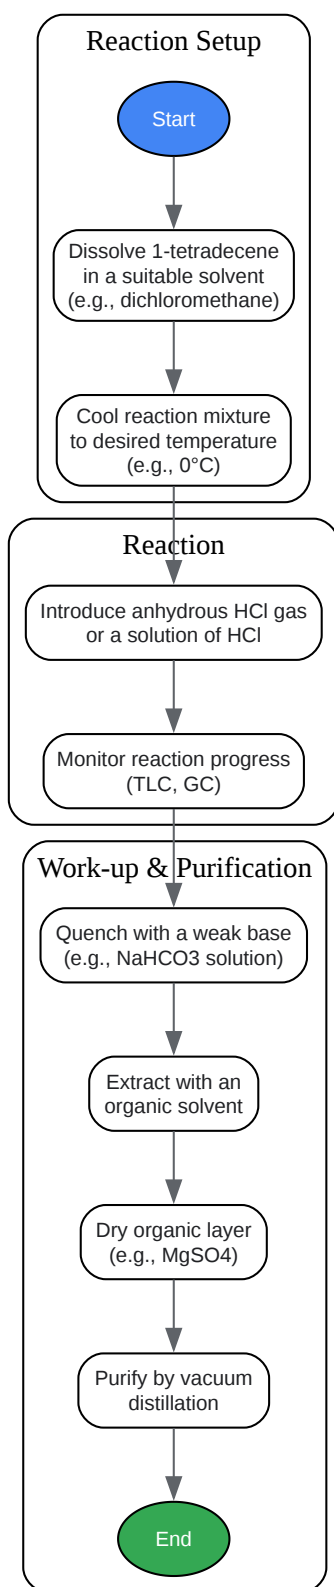 Reaction Setup
Start
Dissolve 1-tetradecene
in a suitable solvent
(e.g., dichloromethane)
Cool reaction mixture
to desired temperature
(e.g., 0°C)
Reaction
Introduce anhydrous HCl gas
or a solution of HCl
Monitor reaction progress
(TLC, GC)
Work-up & Purification
Quench with a weak base
(e.g., NaHCO3 solution)
Extract with an
organic solvent
Dry organic layer
(e.g., MgSO4)
Purify by vacuum
distillation
End